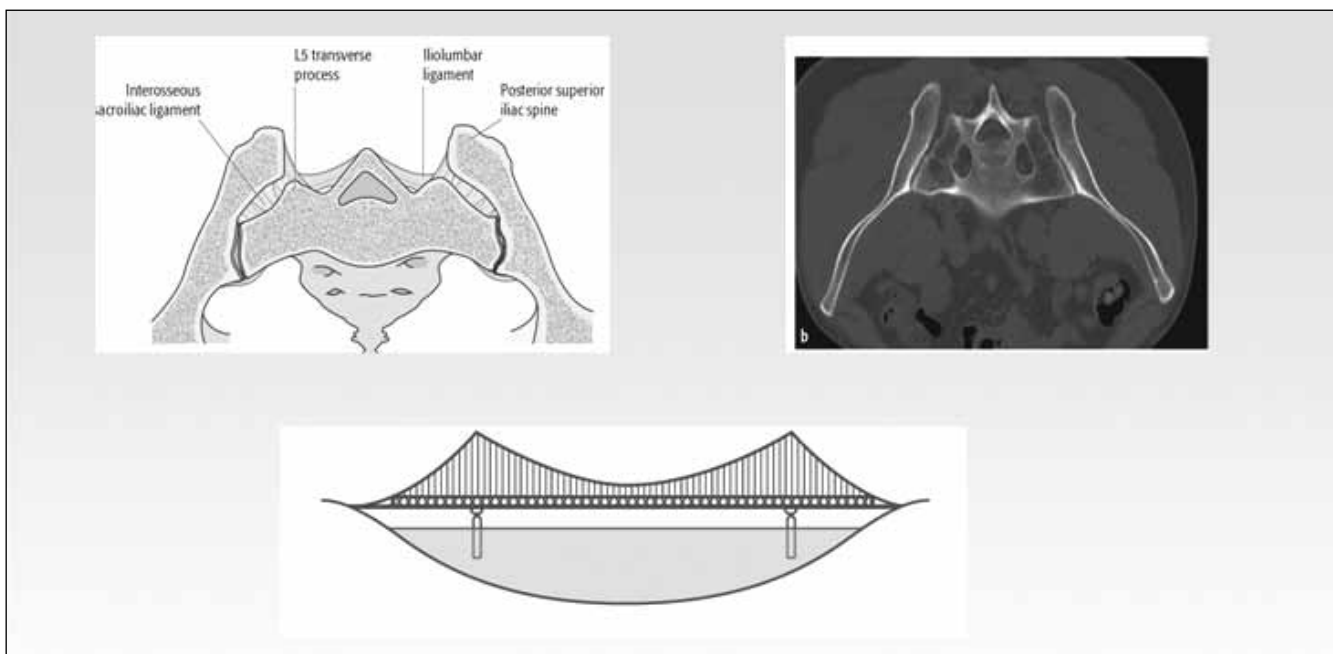 L5 transverse
process
Iliolumbar
ligament
Interosseous
sacroiliac ligament
Posterior superior
iliac spine
b